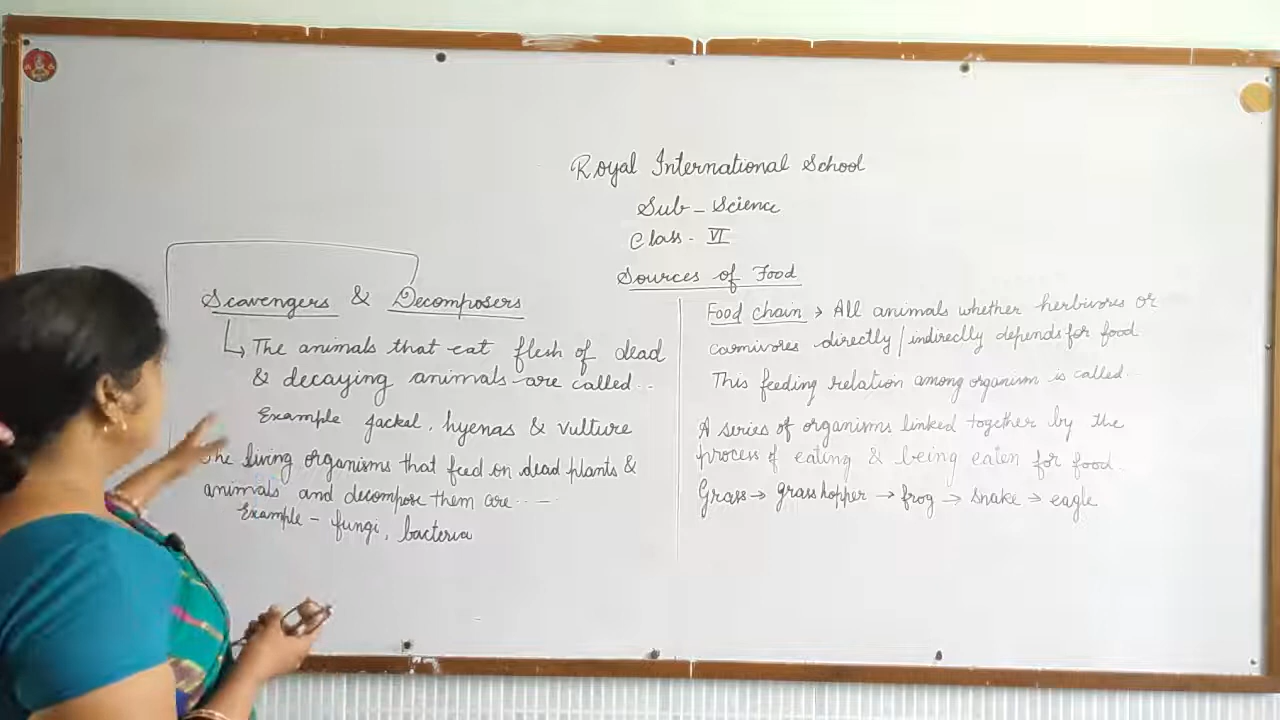 Royal International School
Sub - Science
Class - VI
Sources of Food
Scavengers & Decomposers
The animals that eat flesh of dead
& decaying animals are called..
Example Jackel, hyenas & vulture
The living organisms that feed on dead plants &
animals and decompose them are .. -
Example - fungi, bacteria
Food chain → All animals whether herbivores or
carnivores directly/indireclly depends for food
This feeding relation among organism is called..
A series of organisms linked together by the
process of eating & being eaten for food..
Grass → grasshopper → frog → snake → eagle